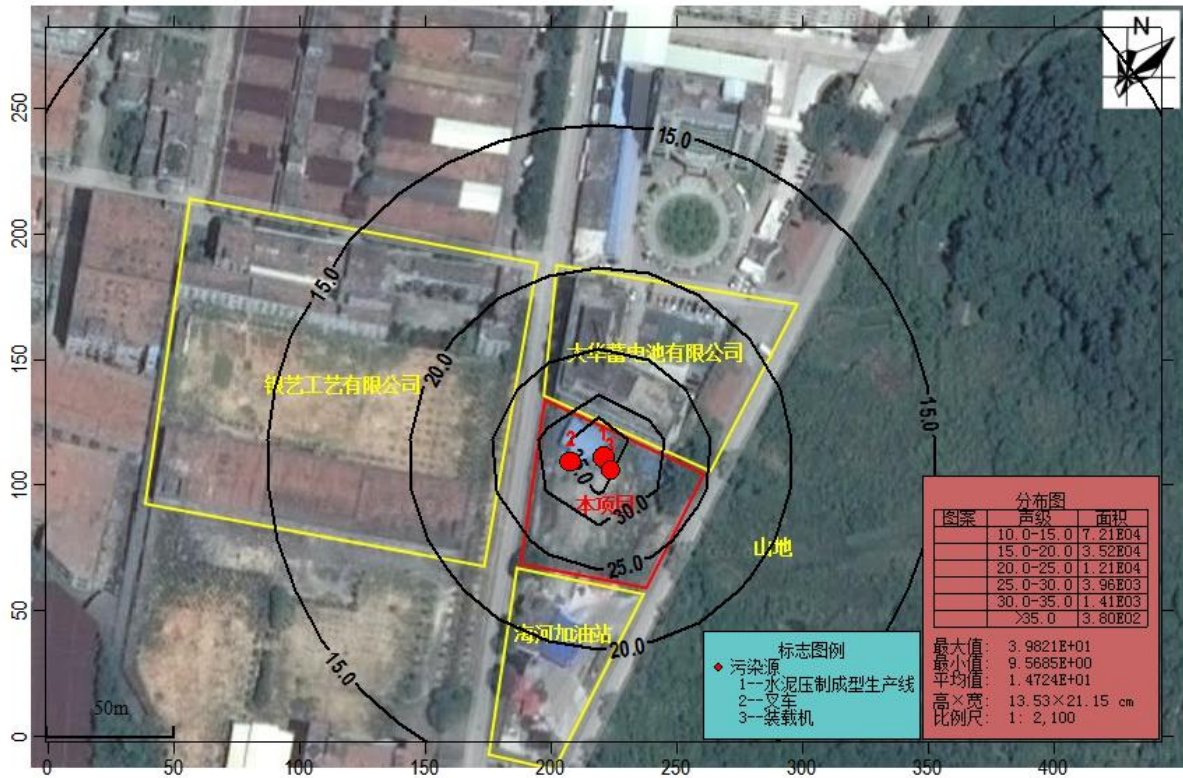 N
250
200
150
100
50
0
15.0
15.0
20.0
15.0
大华蓄电池有限公司
银艺工艺有限公司
2
1
3
35.0
本项目
30.0
25.0
山地
海河加油站
20.0
15.0
50m
标志图例
污染源
1--水泥压制成型生产线
2--叉车
3--装载机
分布图
图案 声级 面积
10.0-15.0 7.21E04
15.0-20.0 3.52E04
20.0-25.0 1.21E04
25.0-30.0 3.96E03
30.0-35.0 1.41E03
>35.0 3.80E02
最大值: 3.9821E+01
最小值: 9.5685E+00
平均值: 1.4724E+01
高×宽: 13.53×21.15 cm
比例尺: 1: 2,100
0 50 100 150 200 250 300 350 400